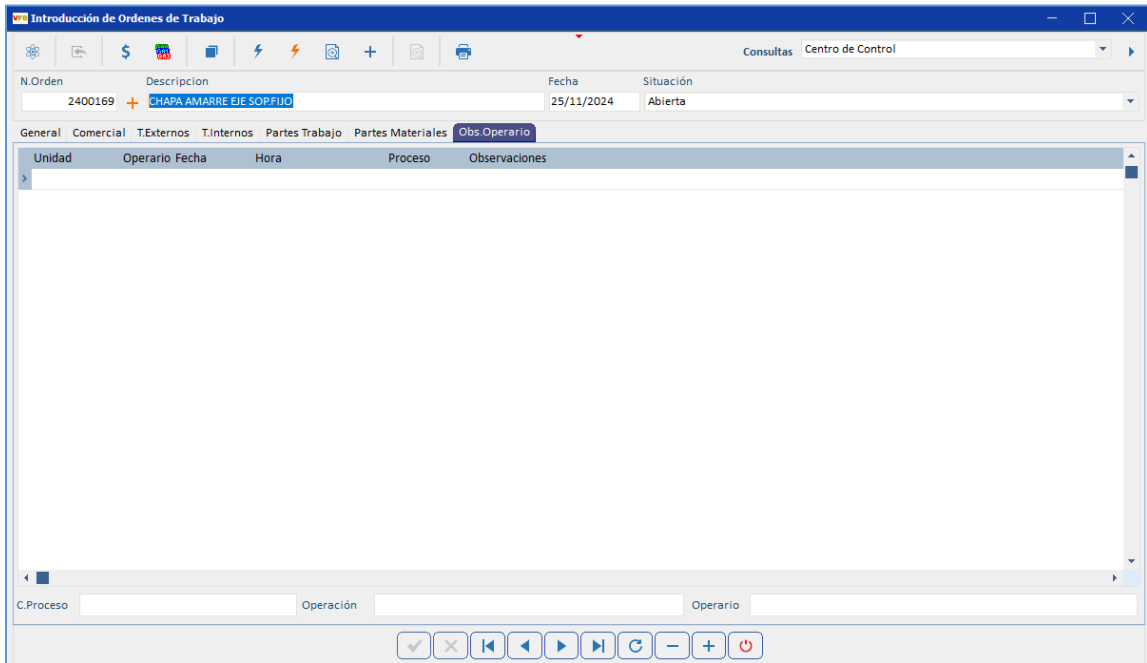 VFB Introducción de Ordenes de Trabajo
Consultas Centro de Control
N.Orden Descripcion Fecha Situación
2400169 CHAPA AMARRE EJE SOP.FIJO 25/11/2024 Abierta
General Comercial T.Externos T.Internos Partes Trabajo Partes Materiales Obs.Operario
Unidad Operario Fecha Hora Proceso Observaciones
C.Proceso Operación Operario